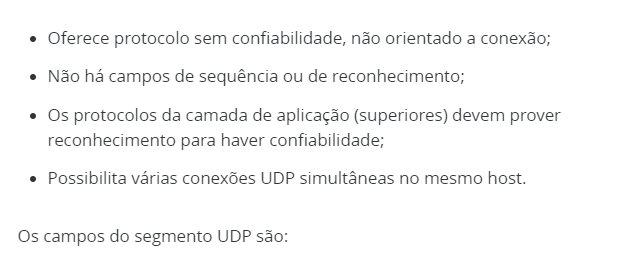 • Oferece protocolo sem confiabilidade, não orientado a conexão;
• Não há campos de sequência ou de reconhecimento;
• Os protocolos da camada de aplicação (superiores) devem prover
reconhecimento para haver confiabilidade;
• Possibilita várias conexões UDP simultâneas no mesmo host.
Os campos do segmento UDP são: